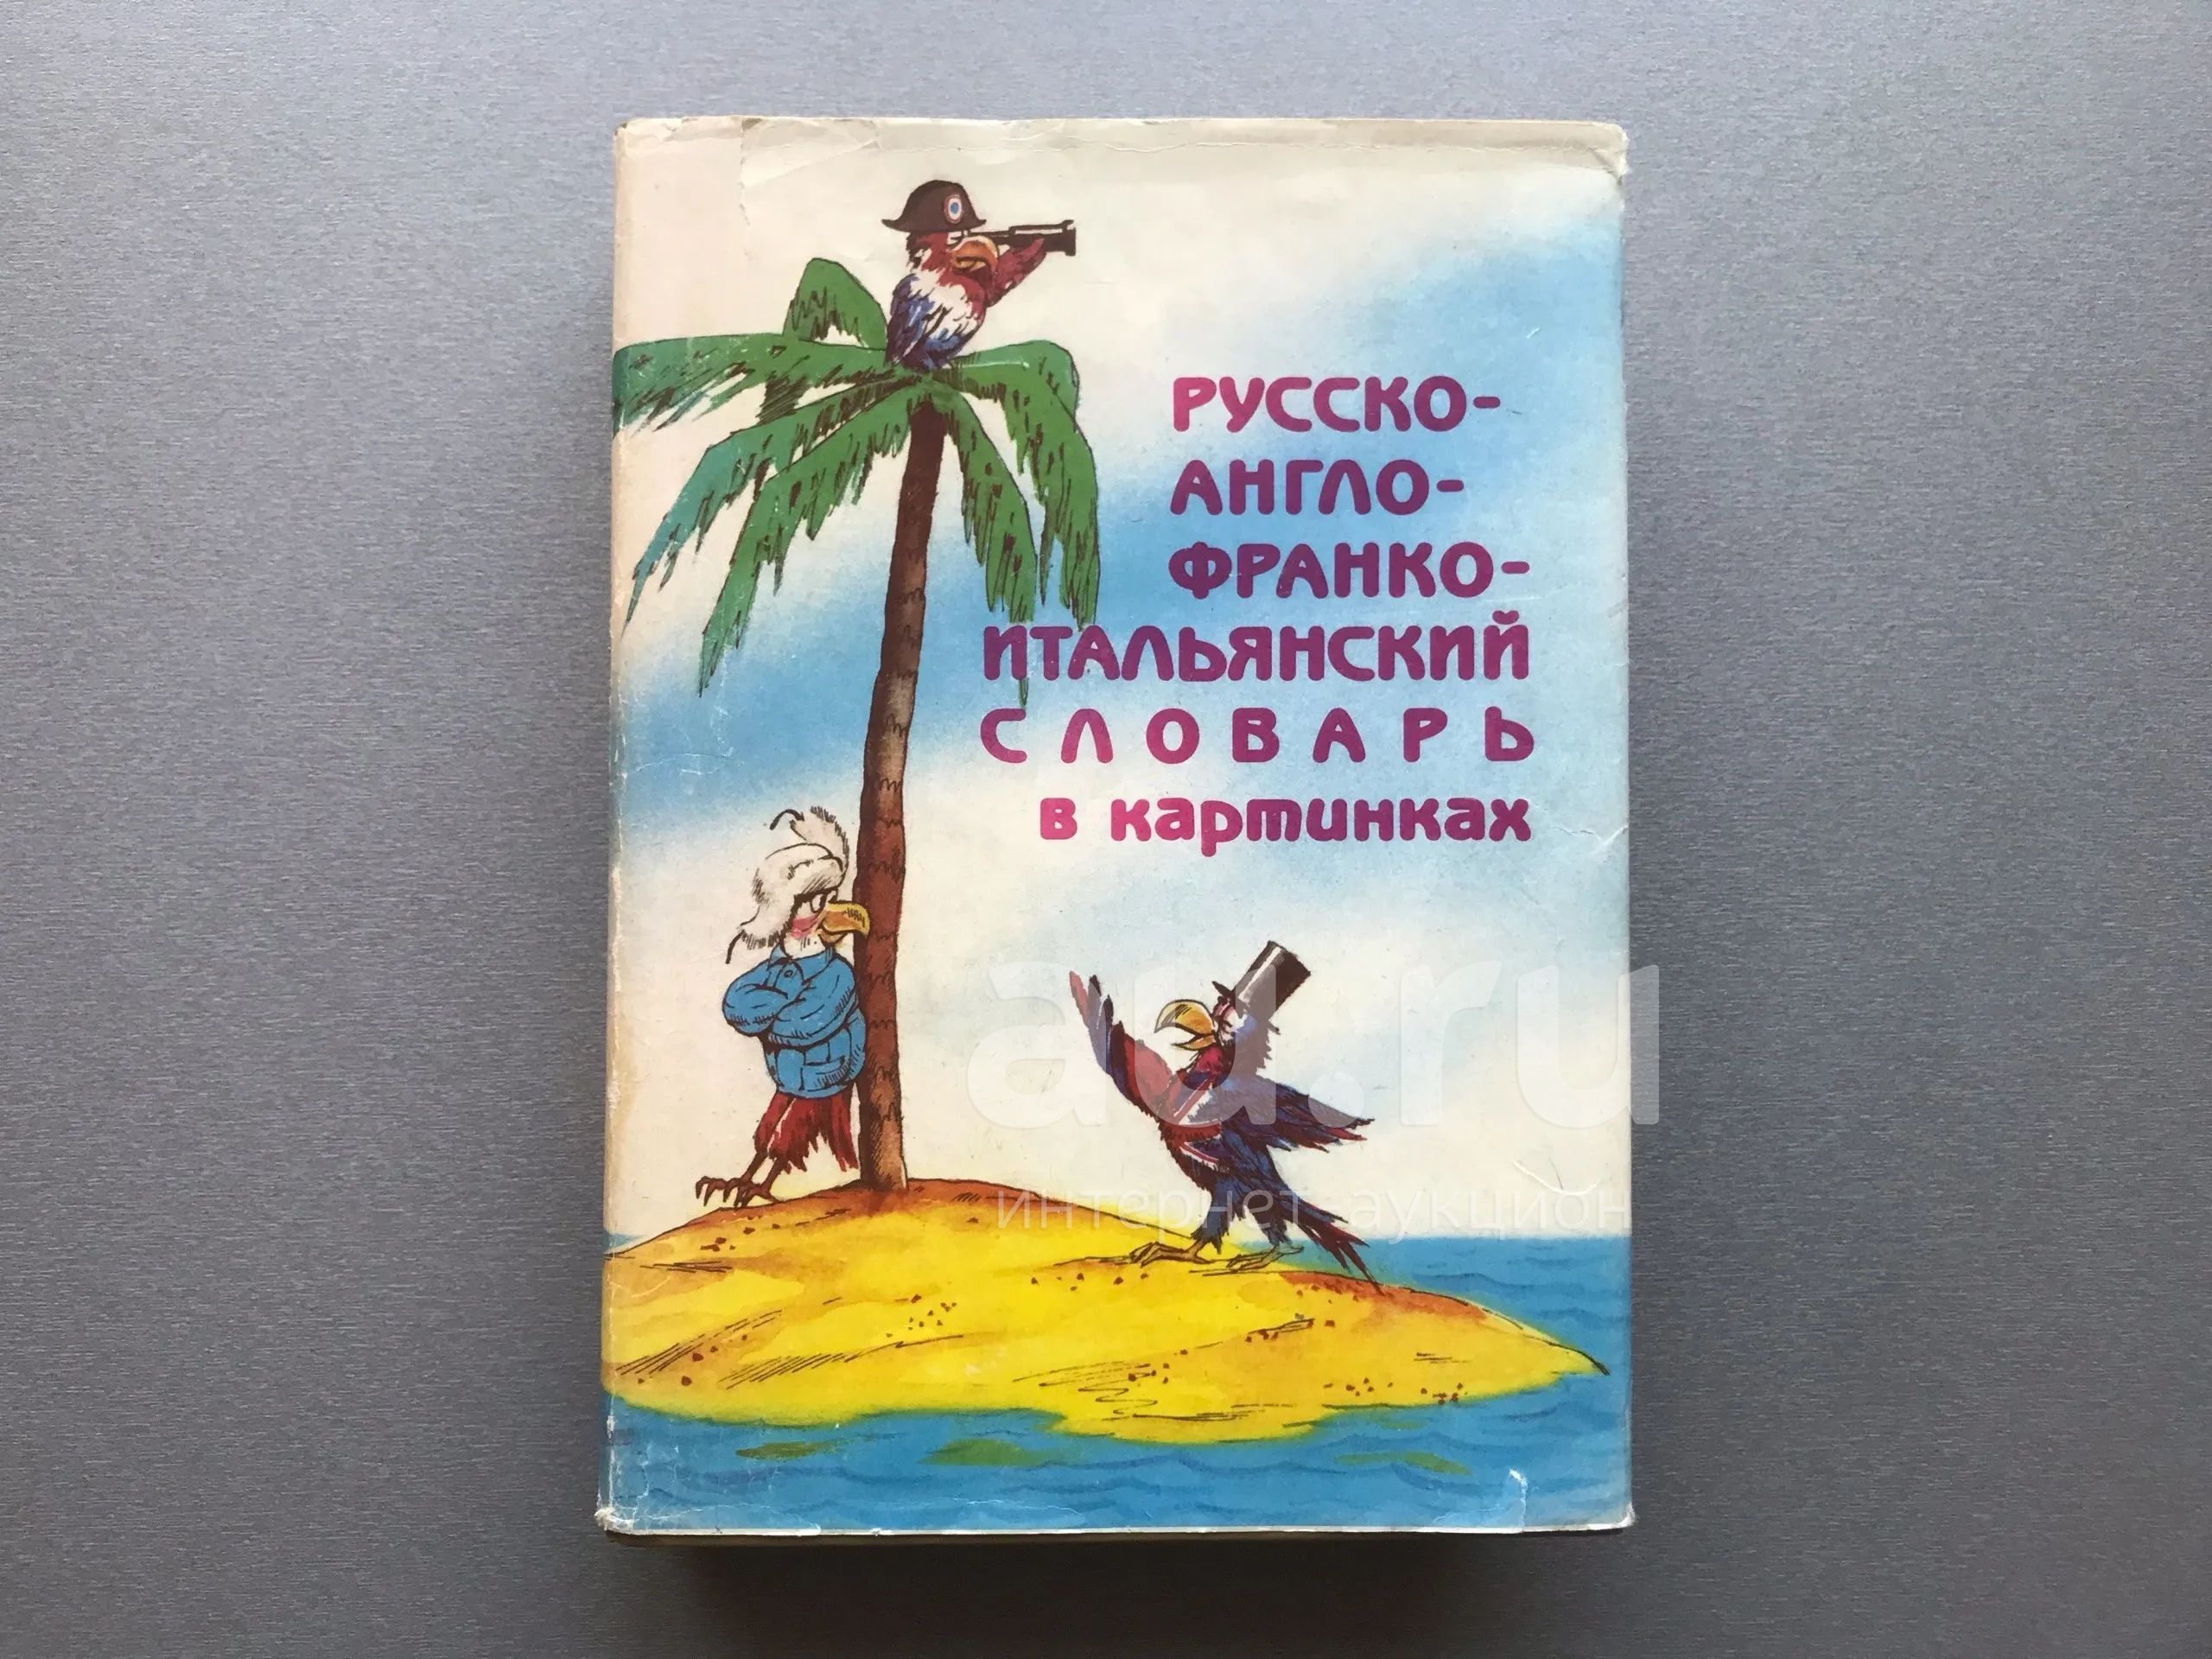 РУССКО-
АНГЛО-
ФРАНКО-
ИТАЛЬЯНСКИЙ
СЛОВАРЬ
в картинках
au.ru
интернет аукцион